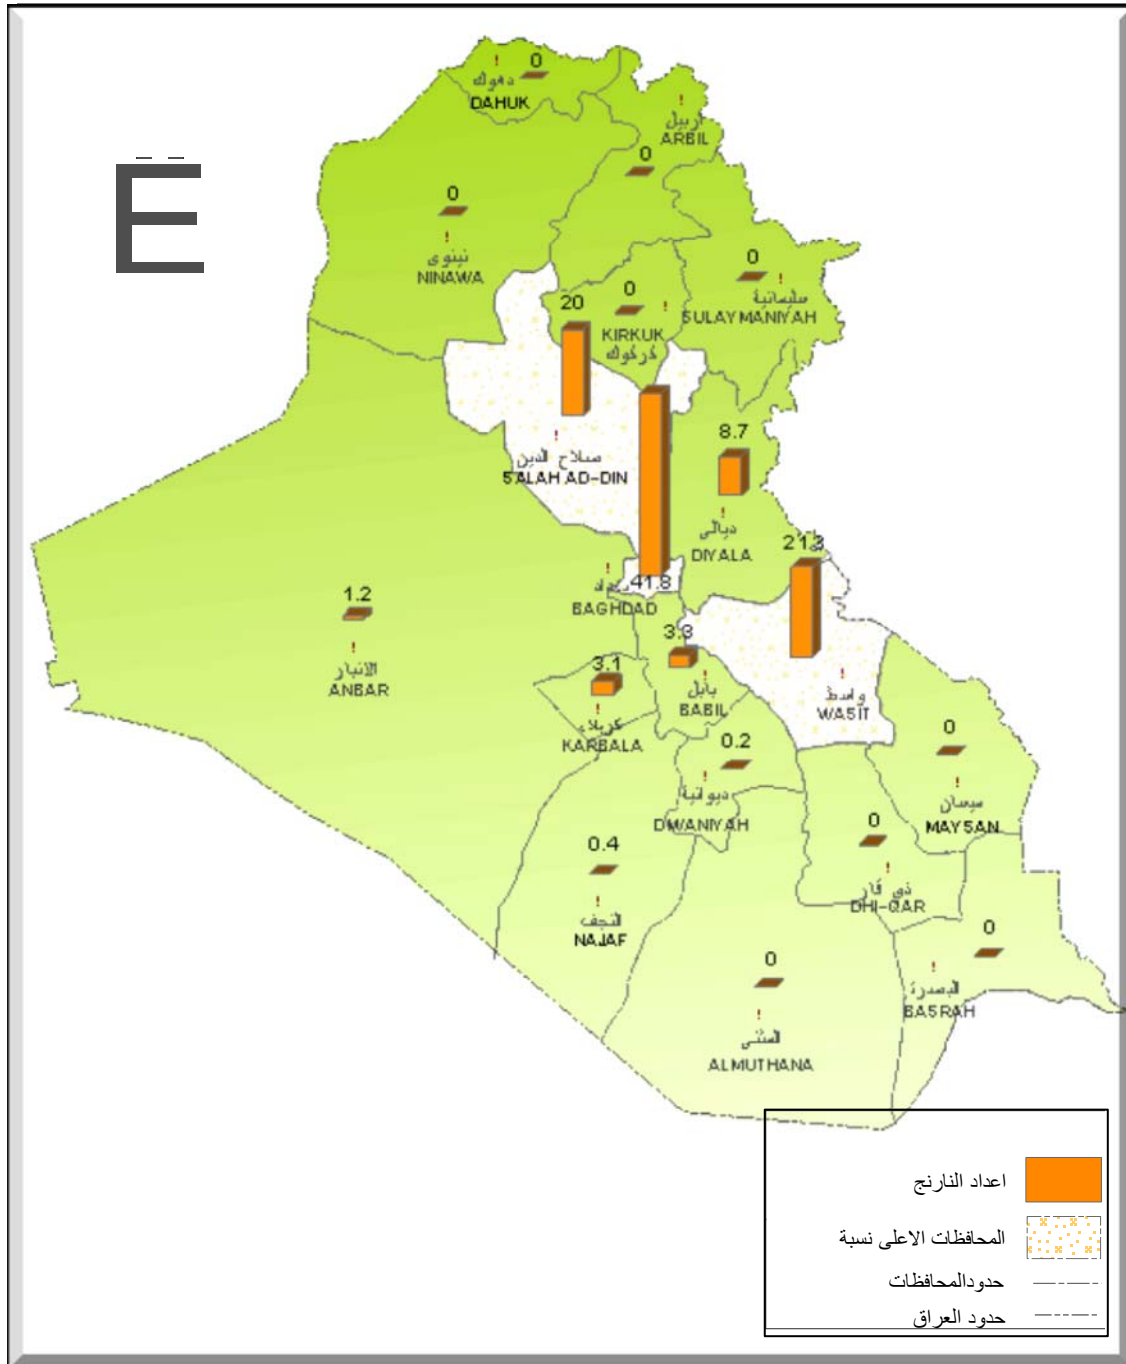 0
دهوك
DAHUK
أربيل
ARBIL
0
Ë
0
نينوى
NINAWA
0
سليمانية
SULAYMANIYAH
20
0
KIRKUK
كركوك
8.7
صلاح الدين
SALAH AD-DIN
ديالى
DIYALA
21.3
41.8
BAGHDAD
1.2
الانبار
ANBAR
3.3
بابل
BABIL
3.1
كربلاء
KARBALA
واسط
WASIT
0.2
ديوانية
DIWANIYAH
0
ميسان
MAYSAN
0
ذي قار
DHI-QAR
0.4
النجف
NAJAF
0
البصرة
BASRAH
0
المثنى
ALMUTHANA
اعداد النارنج
المحافظات الاعلى نسبة
حدودالمحافظات
حدود العراق